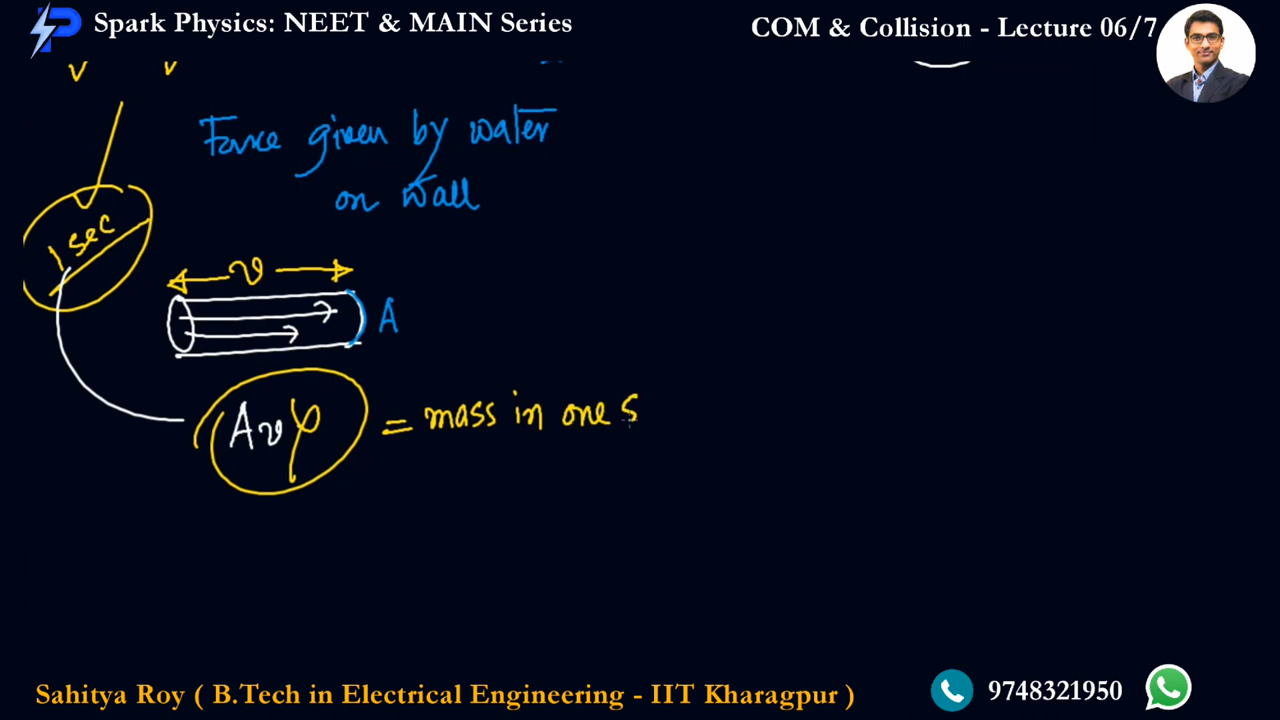 Spark Physics: NEET & MAIN Series
COM & Collision - Lecture 06/7
v v
Force given by water
on wall
1 sec
v
A
Avρ = mass in one s
Sahitya Roy ( B.Tech in Electrical Engineering - IIT Kharagpur )
9748321950